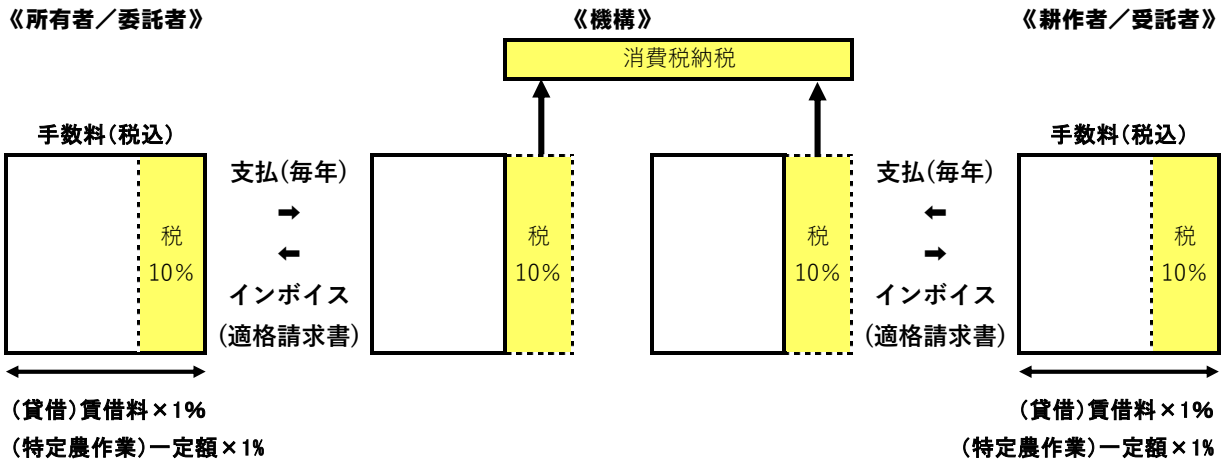 《所有者／委託者》
《機構》
《耕作者／受託者》
消費税納税
手数料（税込）
手数料（税込）
支払(毎年)
➡
⬅
インボイス
(適格請求書)
支払(毎年)
⬅
➡
インボイス
(適格請求書)
税
10%
税
10%
税
10%
税
10%
（貸借）賃借料×1%
（特定農作業）一定額×1%
（貸借）賃借料×1%
（特定農作業）一定額×1%